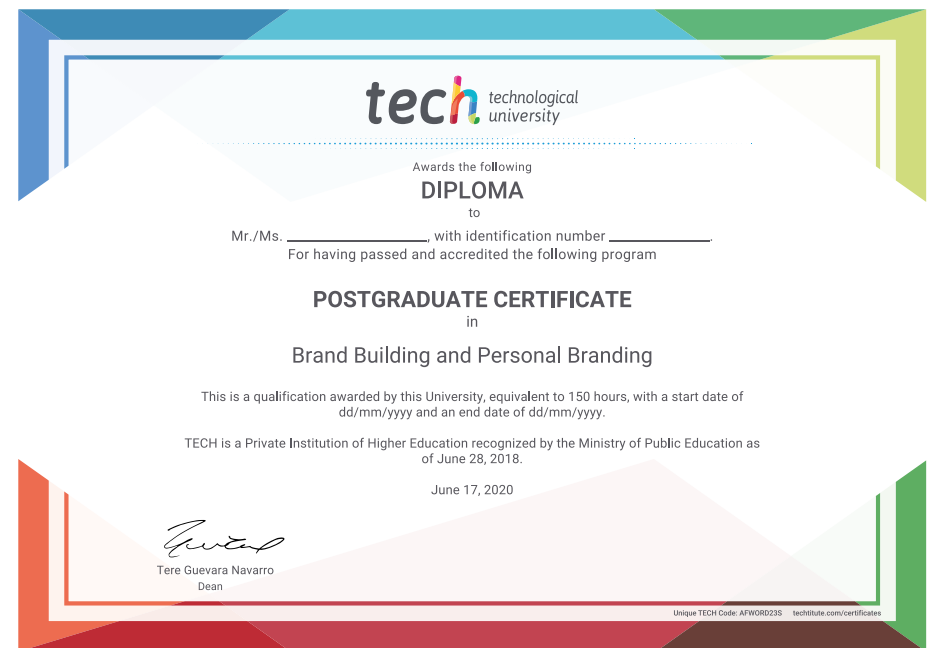 tech technological
university
Awards the following
DIPLOMA
to
Mr./Ms. ____________________, with identification number ______________.
For having passed and accredited the following program
POSTGRADUATE CERTIFICATE
in
Brand Building and Personal Branding
This is a qualification awarded by this University, equivalent to 150 hours, with a start date of
dd/mm/yyyy and an end date of dd/mm/yyyy.
TECH is a Private Institution of Higher Education recognized by the Ministry of Public Education as
of June 28, 2018.
June 17, 2020
Tere Guevara Navarro
Dean
Unique TECH Code: AFWORD23S techtitute.com/certificates